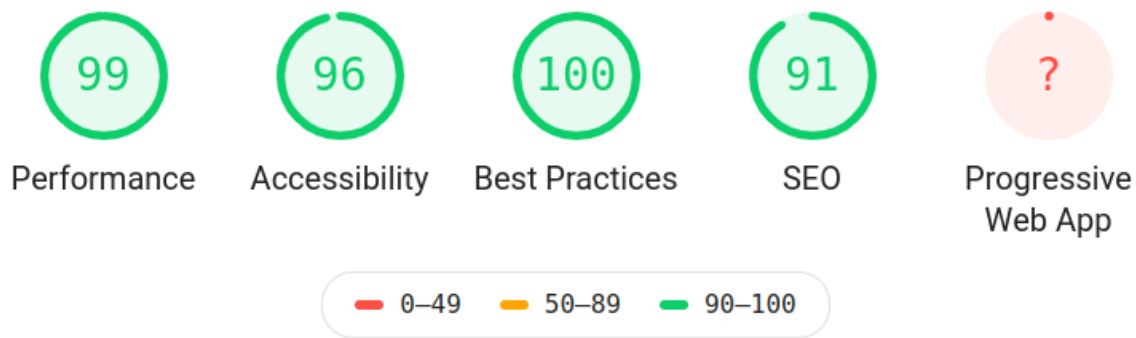 99 96 100 91 ?
Performance Accessibility Best Practices SEO Progressive
Web App
0–49 50–89 90–100